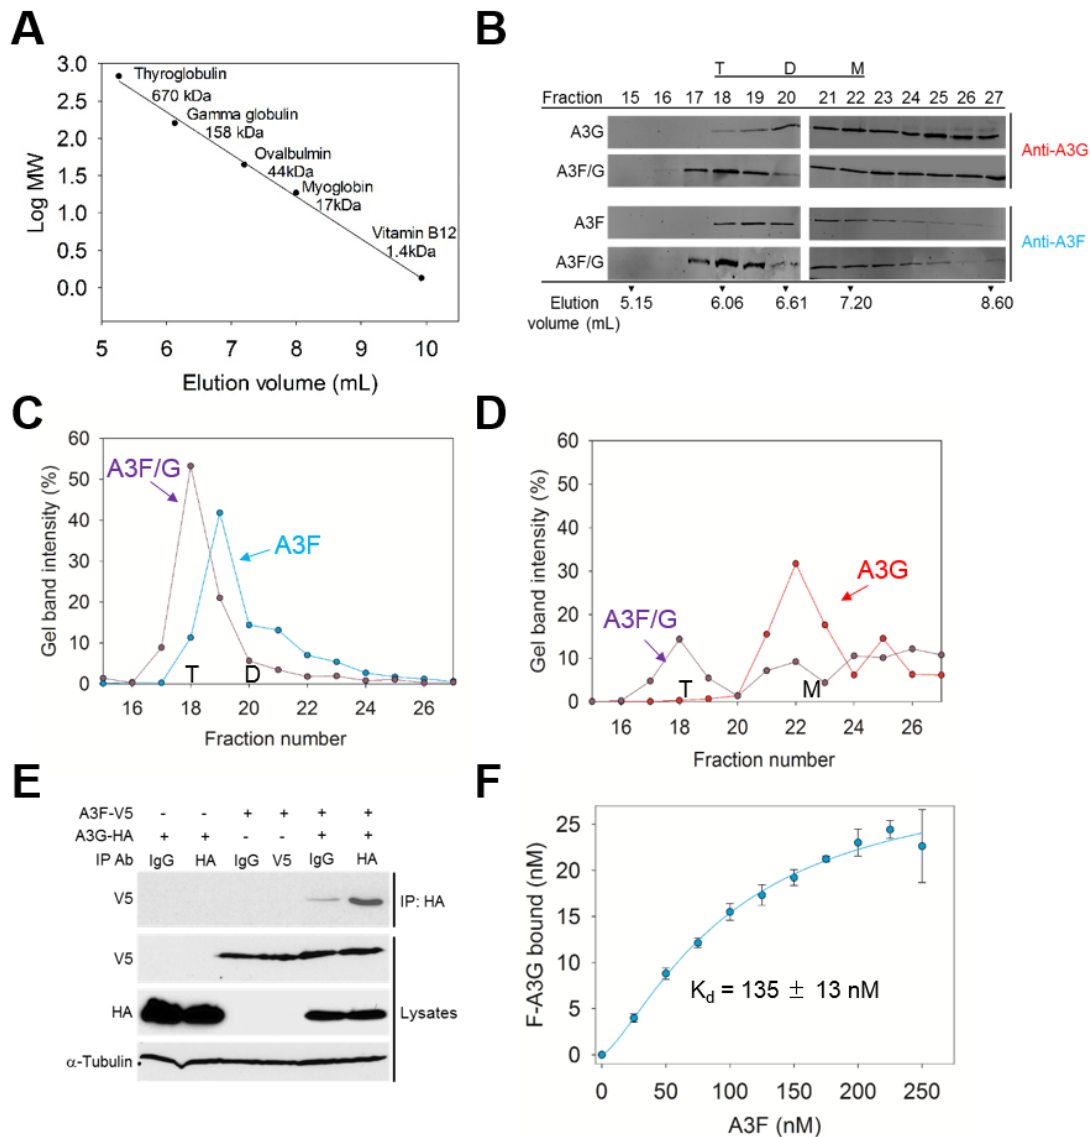 A
3.0
2.5
2.0
1.5
1.0
0.5
0.0
Log MW
Thyroglobulin
670 kDa
Gamma globulin
158 kDa
Ovalbulmin
44kDa
Myoglobin
17kDa
Vitamin B12
1.4kDa
5 6 7 8 9 10
Elution volume (mL)
B
T D M
Fraction 15 16 17 18 19 20 21 22 23 24 25 26 27
A3G
A3F/G
Anti-A3G
A3F
A3F/G
Anti-A3F
Elution volume (mL)
5.15 6.06 6.61 7.20 8.60
C
60
50
40
30
20
10
0
Gel band intensity (%)
A3F/G
A3F
T D
16 18 20 22 24 26
Fraction number
D
60
50
40
30
20
10
0
Gel band intensity (%)
A3F/G
A3G
T M
16 18 20 22 24 26
Fraction number
E
A3F-V5 - - + + + +
A3G-HA + + - - + +
IP Ab IgG HA IgG V5 IgG HA
V5
IP: HA
V5
HA
Lysates
α-Tubulin
F
25
20
15
10
5
0
F-A3G bound (nM)
Kd = 135 ± 13 nM
0 50 100 150 200 250
A3F (nM)